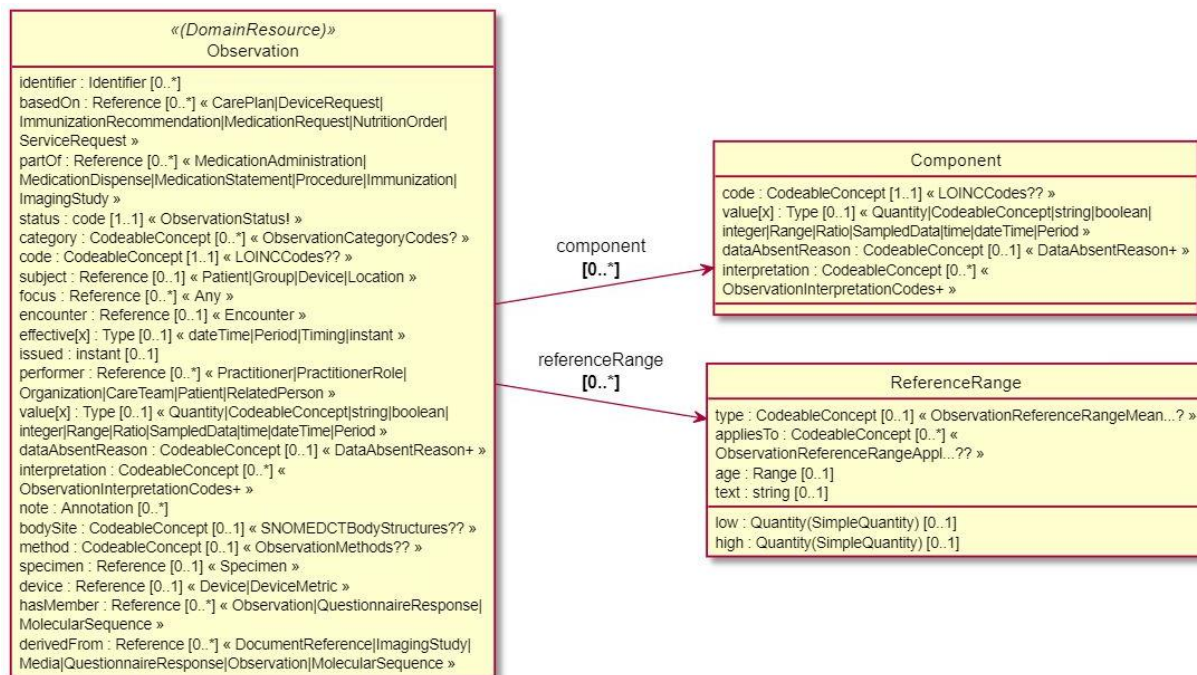 «(DomainResource)»
Observation
identifier : Identifier [0..*]
basedOn : Reference [0..*] « CarePlan|DeviceRequest|
ImmunizationRecommendation|MedicationRequest|NutritionOrder|
ServiceRequest »
partOf : Reference [0..*] « MedicationAdministration|
MedicationDispense|MedicationStatement|Procedure|Immunization|
ImagingStudy »
status : code [1..1] « ObservationStatus! »
category : CodeableConcept [0..*] « ObservationCategoryCodes? »
code : CodeableConcept [1..1] « LOINCCodes?? »
subject : Reference [0..1] « Patient|Group|Device|Location »
focus : Reference [0..*] « Any »
encounter : Reference [0..1] « Encounter »
effective[x] : Type [0..1] « dateTime|Period|Timing|instant »
issued : instant [0..1]
performer : Reference [0..*] « Practitioner|PractitionerRole|
Organization|CareTeam|Patient|RelatedPerson »
value[x] : Type [0..1] « Quantity|CodeableConcept|string|boolean|
integer|Range|Ratio|SampledData|time|dateTime|Period »
dataAbsentReason : CodeableConcept [0..1] « DataAbsentReason+ »
interpretation : CodeableConcept [0..*] «
ObservationInterpretationCodes+ »
note : Annotation [0..*]
bodySite : CodeableConcept [0..1] « SNOMEDCTBodyStructures?? »
method : CodeableConcept [0..1] « ObservationMethods?? »
specimen : Reference [0..1] « Specimen »
device : Reference [0..1] « Device|DeviceMetric »
hasMember : Reference [0..*] « Observation|QuestionnaireResponse|
MolecularSequence »
derivedFrom : Reference [0..*] « DocumentReference|ImagingStudy|
Media|QuestionnaireResponse|Observation|MolecularSequence »
component
[0..*]
Component
code : CodeableConcept [1..1] « LOINCCodes?? »
value[x] : Type [0..1] « Quantity|CodeableConcept|string|boolean|
integer|Range|Ratio|SampledData|time|dateTime|Period »
dataAbsentReason : CodeableConcept [0..1] « DataAbsentReason+ »
interpretation : CodeableConcept [0..*] «
ObservationInterpretationCodes+ »
referenceRange
[0..*]
ReferenceRange
type : CodeableConcept [0..1] « ObservationReferenceRangeMean...? »
appliesTo : CodeableConcept [0..*] «
ObservationReferenceRangeAppl...?? »
age : Range [0..1]
text : string [0..1]
low : Quantity(SimpleQuantity) [0..1]
high : Quantity(SimpleQuantity) [0..1]